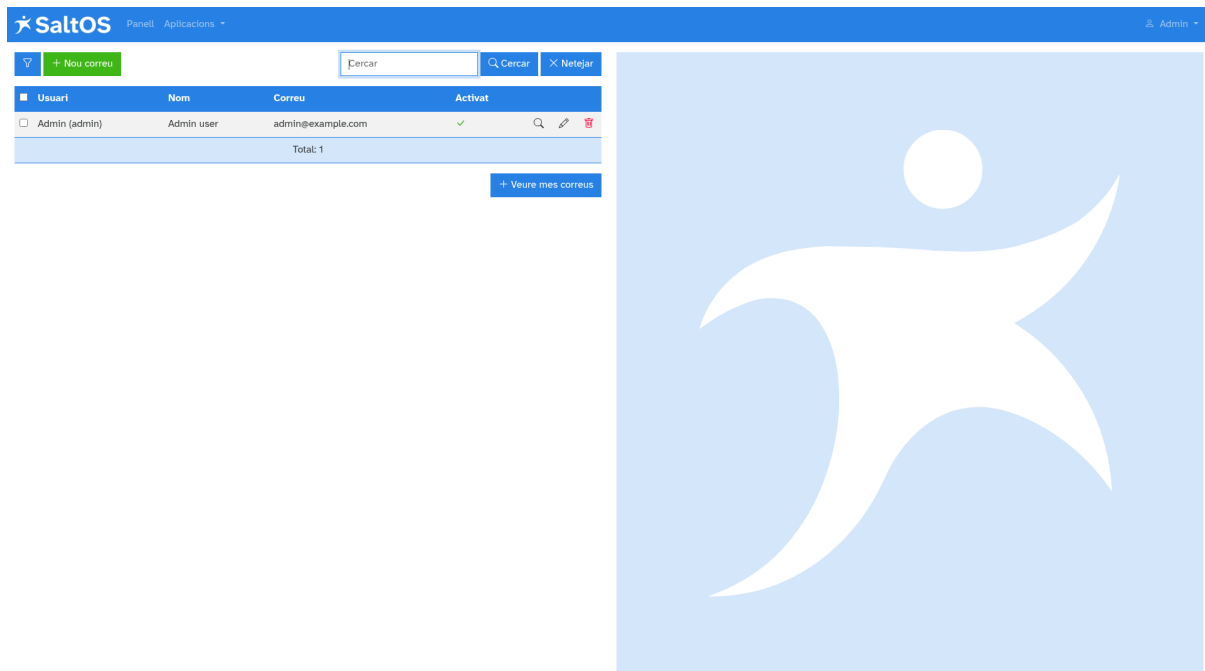 SaltOS Panell Aplicacions Admin
+ Nou correu Cercar Cercar Netejar
Usuari Nom Correu Activat
Admin (admin) Admin user admin@example.com
Total: 1
+ Veure mes correus